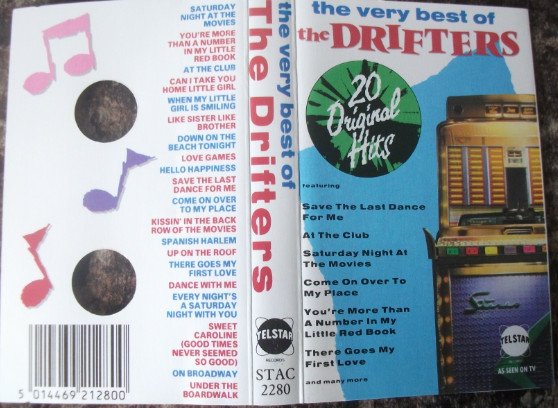 SATURDAY
NIGHT AT THE
MOVIES
YOU'RE MORE
THAN A NUMBER
IN MY LITTLE
RED BOOK
AT THE CLUB
CAN I TAKE YOU
HOME LITTLE GIRL
WHEN MY LITTLE
GIRL IS SMILING
LIKE SISTER LIKE
BROTHER
DOWN ON THE
BEACH TONIGHT
LOVE GAMES
HELLO HAPPINESS
SAVE THE LAST
DANCE FOR ME
COME ON OVER
TO MY PLACE
KISSIN' IN THE BACK
ROW OF THE MOVIES
SPANISH HARLEM
UP ON THE ROOF
THERE GOES MY
FIRST LOVE
DANCE WITH ME
EVERY NIGHT'S
A SATURDAY
NIGHT WITH YOU
SWEET
CAROLINE
(GOOD TIMES
NEVER SEEMED
SO GOOD)
ON BROADWAY
UNDER THE
BOARDWALK
5 014469 212800
the very best of
The Drifters
TELSTAR
RECORDS
STAC
2280
the very best of
the DRIFTERS
20
Original
Hits
featuring
Save The Last Dance
For Me
At The Club
Saturday Night At
The Movies
Come On Over To
My Place
You're More Than
A Number In My
Little Red Book
There Goes My
First Love
and many more
TELSTAR
AS SEEN ON TV